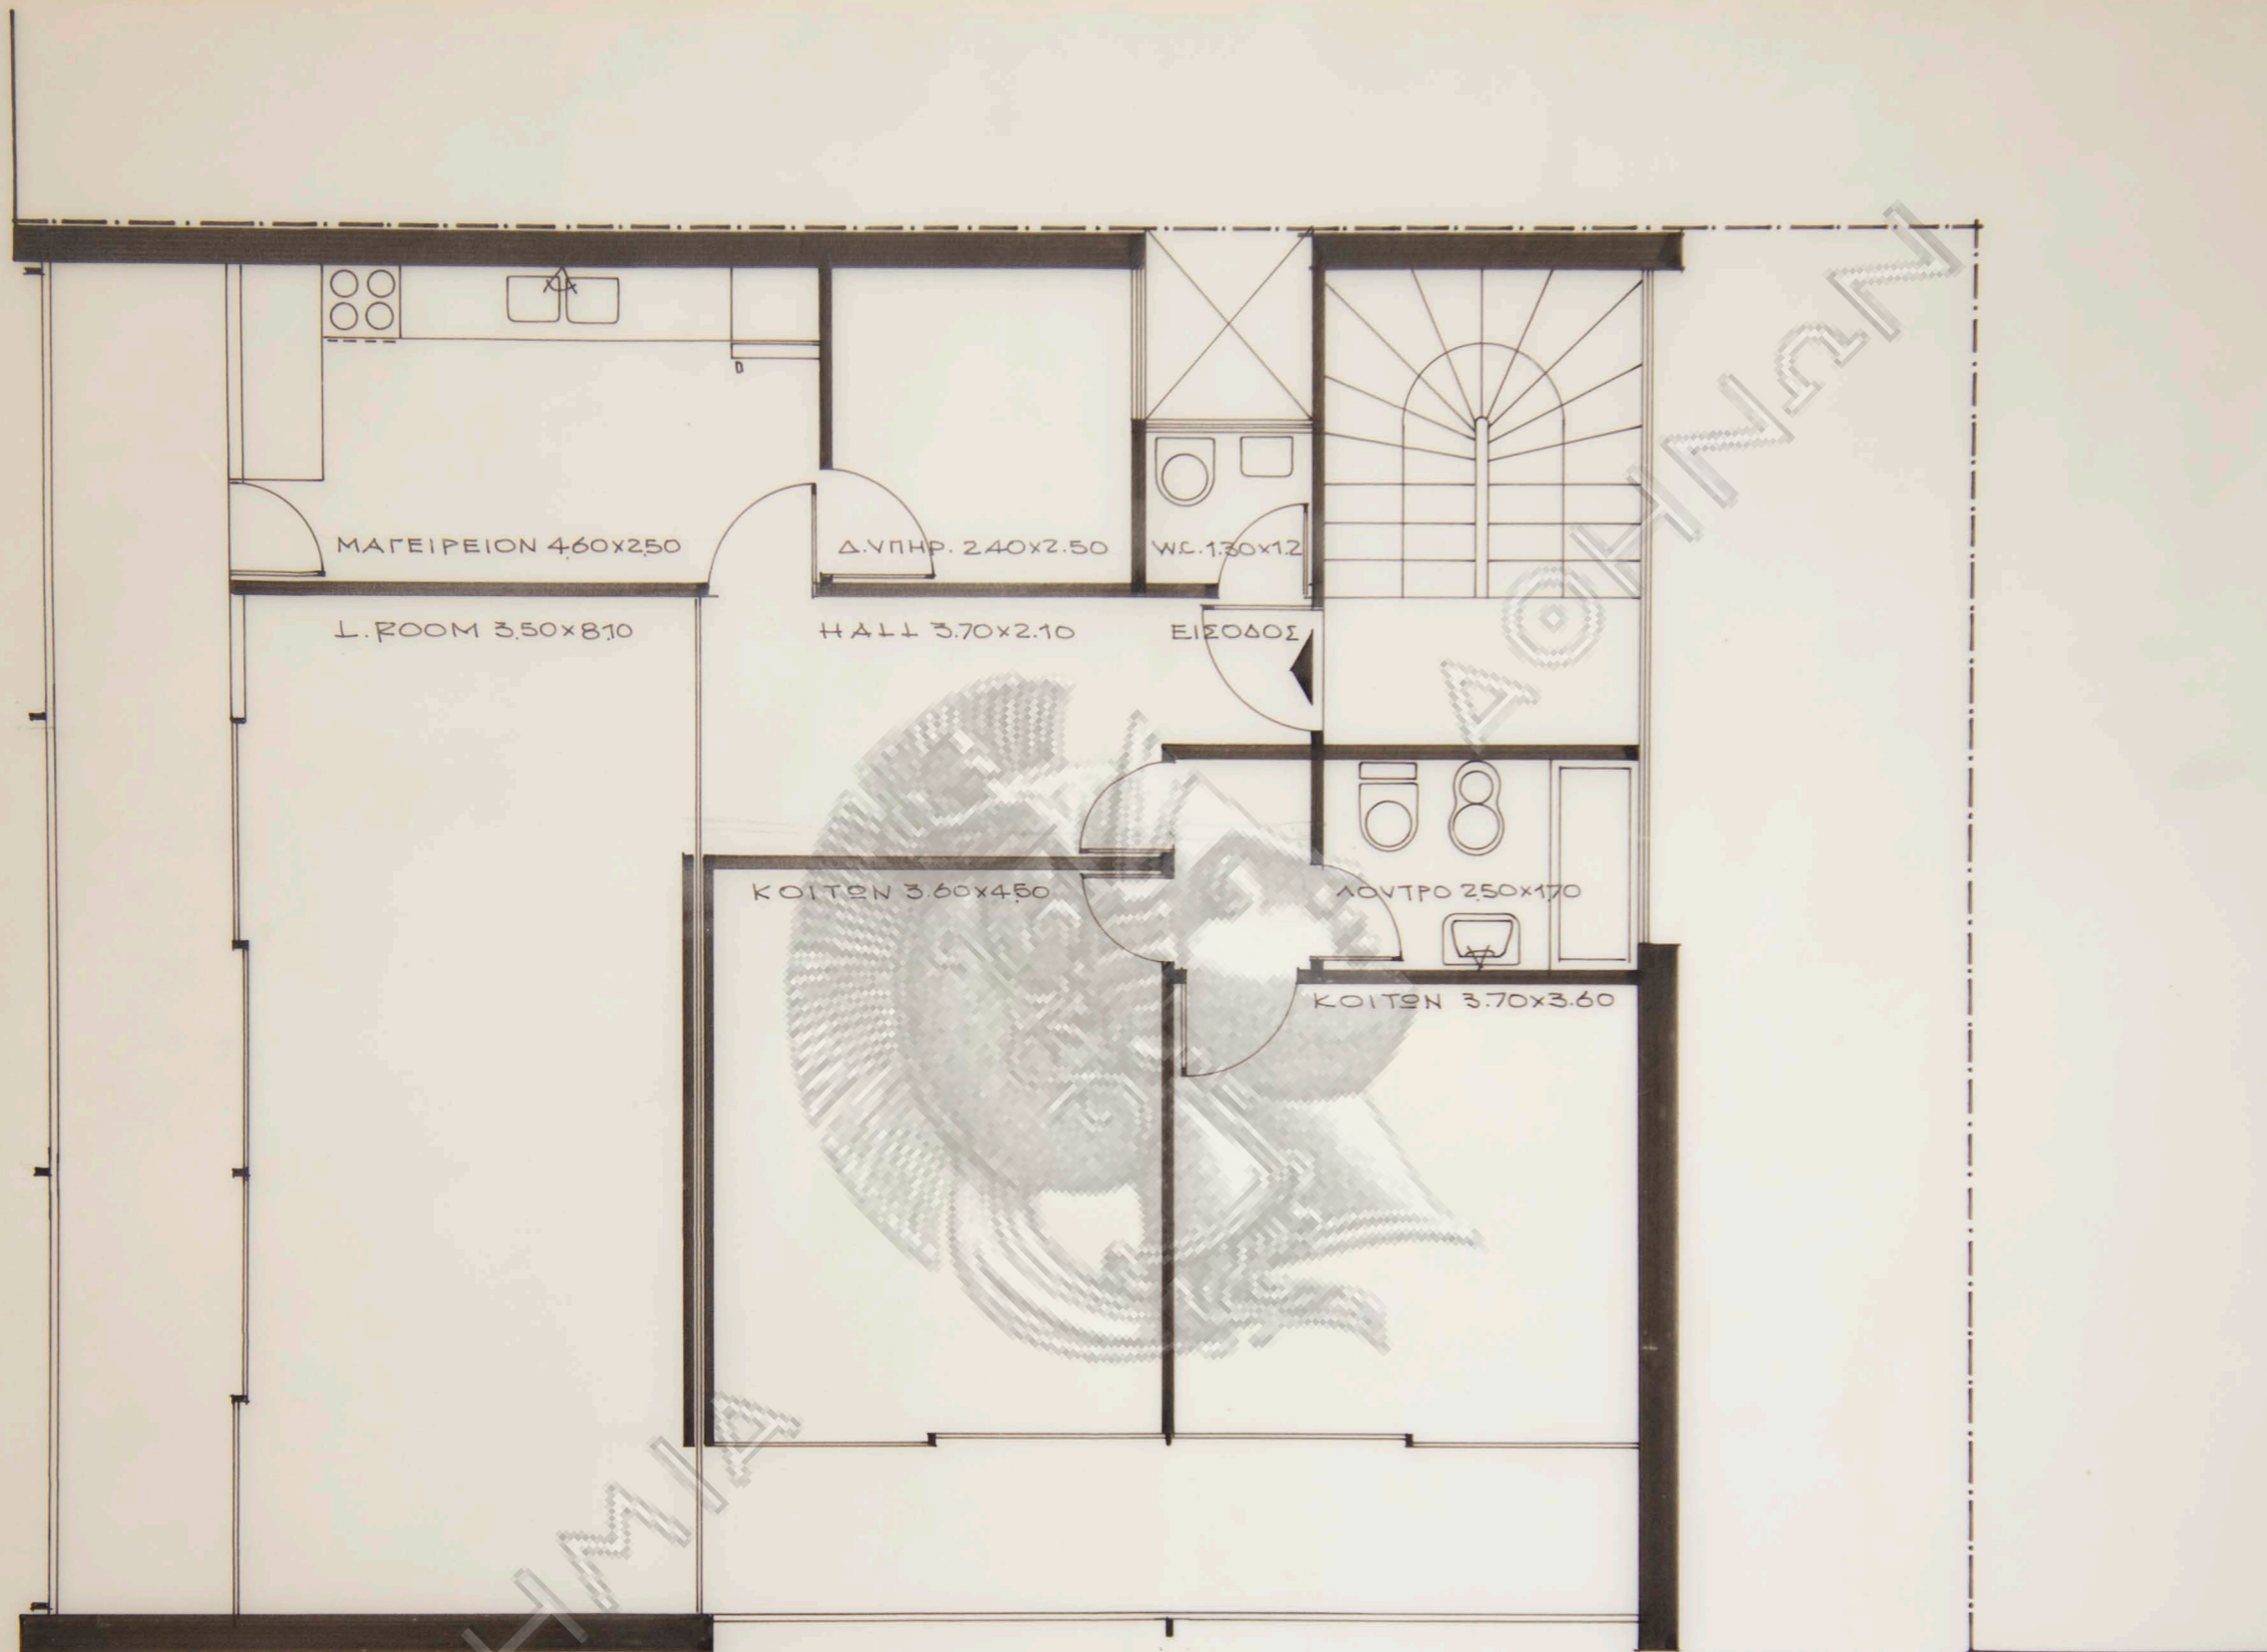 ΜΑΓΕΙΡΕΙΟΝ 4.60x2.50
Δ.ΥΠΗΡ. 2.40x2.50
W.C. 1.30x1.2
L.ROOM 3.50x8.10
HALL 3.70x2.10
ΕΙΣΟΔΟΣ
ΚΟΙΤΩΝ 3.60x4.50
ΛΟΥΤΡΟ 2.50x1.70
ΚΟΙΤΩΝ 3.70x3.60
ΗΜΙΑ ΑΘΗΝΩΝ